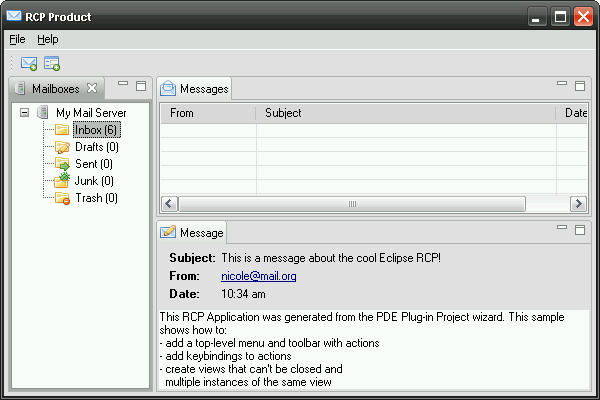 RCP Product
File Help
Mailboxes
My Mail Server
Inbox (6)
Drafts (0)
Sent (0)
Junk (0)
Trash (0)
Messages
From Subject Date
Message
Subject: This is a message about the cool Eclipse RCP!
From: nicole@mail.org
Date: 10:34 am
This RCP Application was generated from the PDE Plug-in Project wizard. This sample
shows how to:
- add a top-level menu and toolbar with actions
- add keybindings to actions
- create views that can't be closed and
multiple instances of the same view